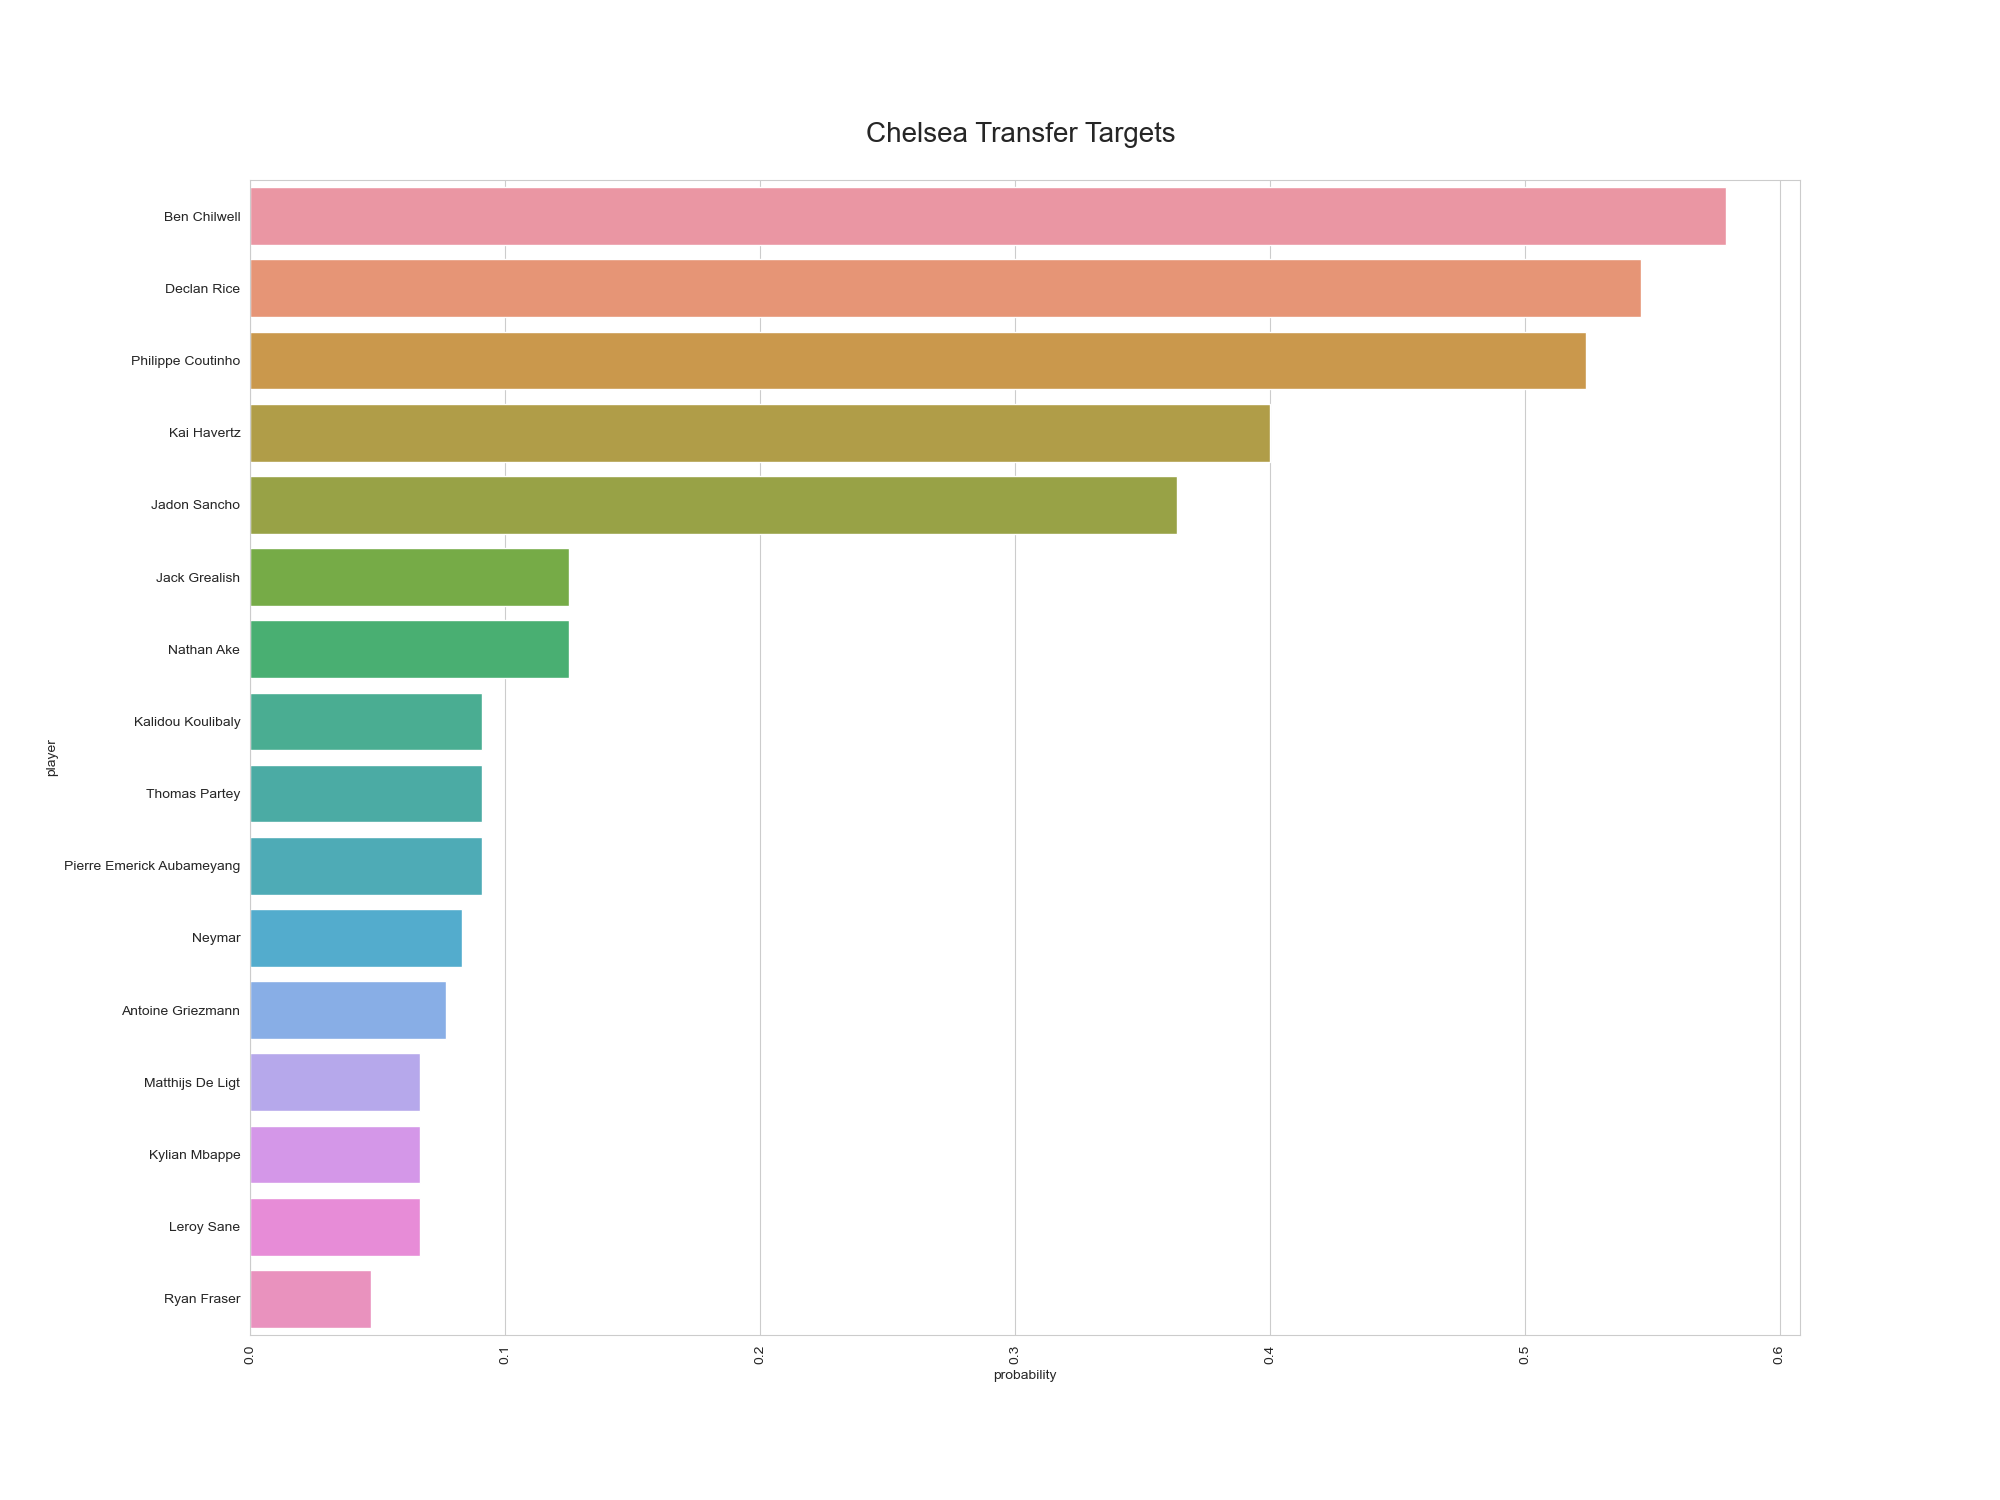 Chelsea Transfer Targets
Ben Chilwell
Declan Rice
Philippe Coutinho
Kai Havertz
Jadon Sancho
Jack Grealish
Nathan Ake
Kalidou Koulibaly
Thomas Partey
Pierre Emerick Aubameyang
Neymar
Antoine Griezmann
Matthijs De Ligt
Kylian Mbappe
Leroy Sane
Ryan Fraser
player
0.0 0.1 0.2 0.3 0.4 0.5 0.6
probability